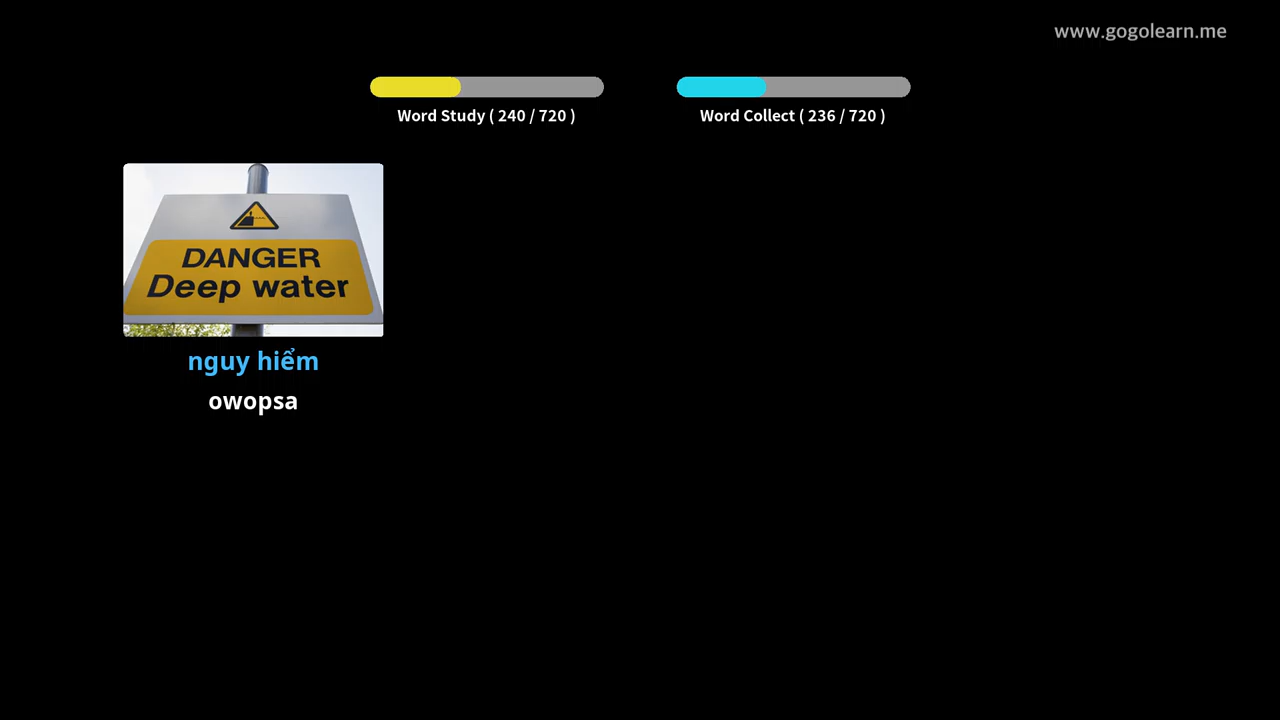 www.gogolearn.me
Word Study ( 240 / 720 )
Word Collect ( 236 / 720 )
DANGER
Deep water
nguy hiểm
owopsa